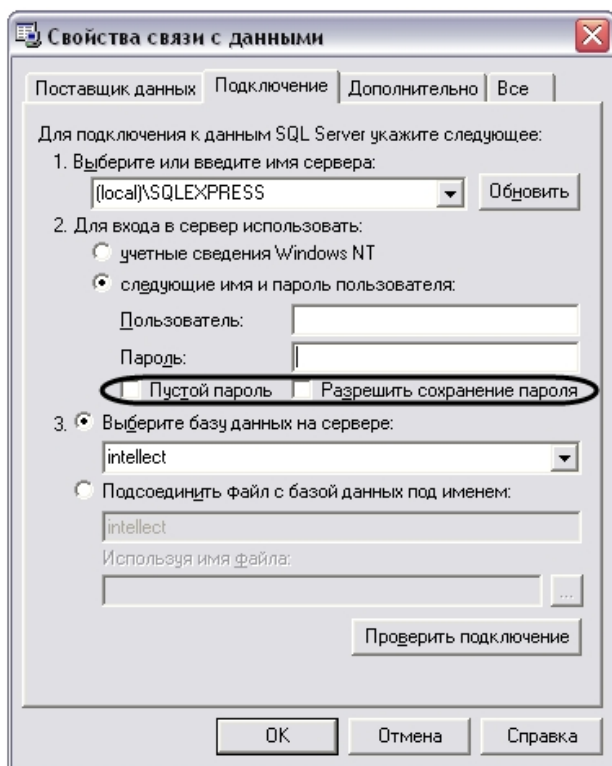 Свойства связи с данными
Поставщик данных Подключение Дополнительно Все
Для подключения к данным SQL Server укажите следующее:
1. Выберите или введите имя сервера:
(local)\SQLEXPRESS Обновить
2. Для входа в сервер использовать:
учетные сведения Windows NT
следующие имя и пароль пользователя:
Пользователь:
Пароль:
Пустой пароль Разрешить сохранение пароля
3. Выберите базу данных на сервере:
intellect
Подсоединить файл с базой данных под именем:
intellect
Используя имя файла:
...
Проверить подключение
OK Отмена Справка